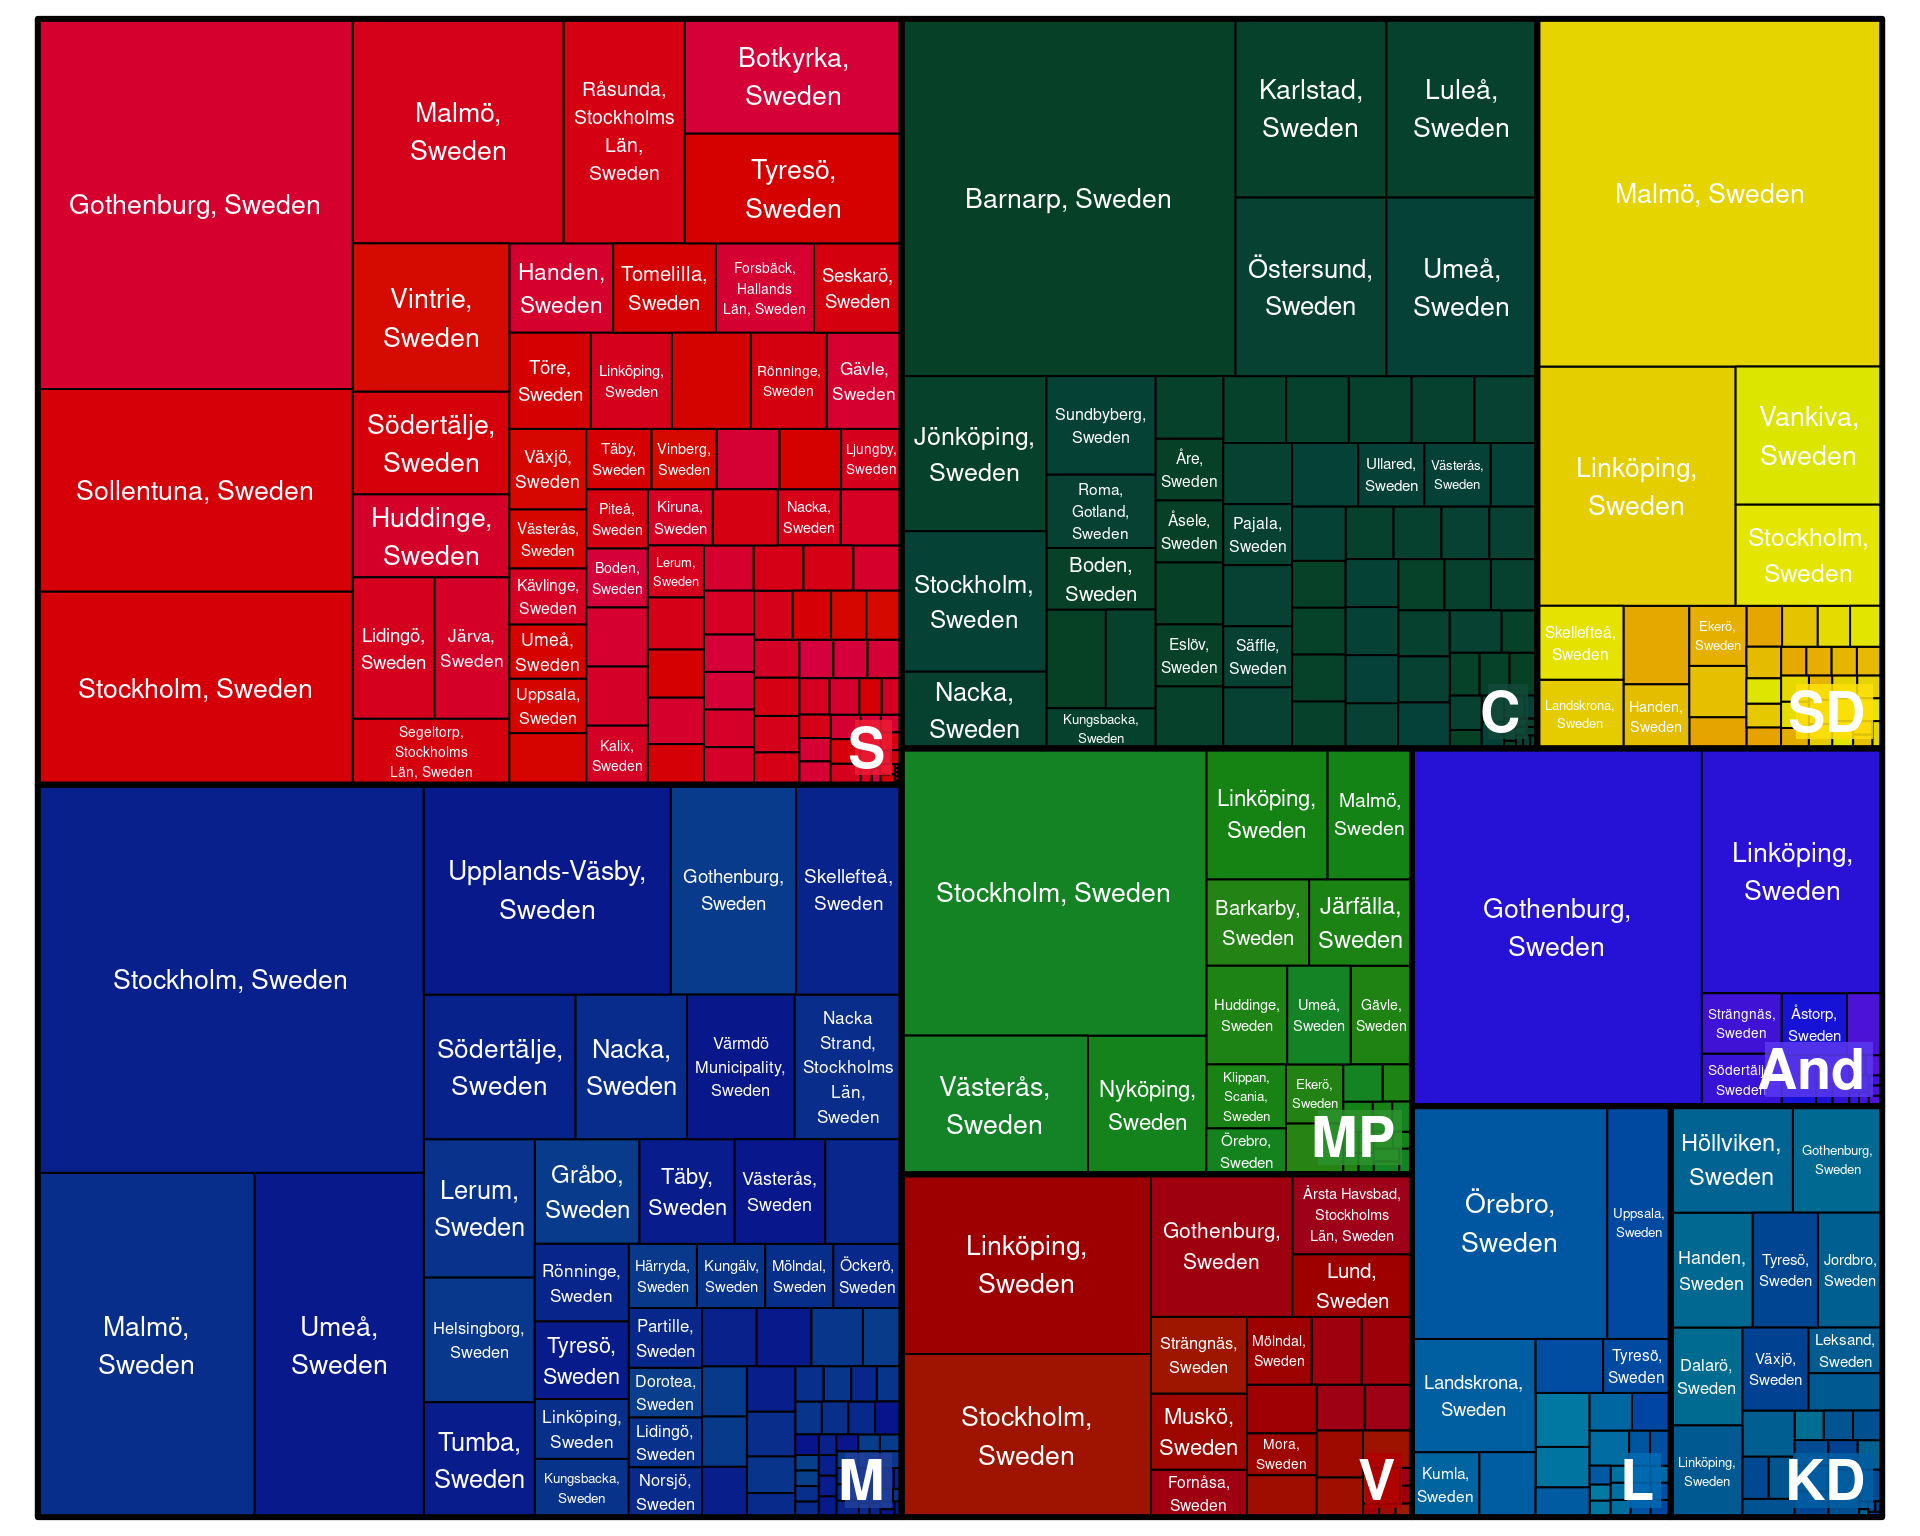 Gothenburg, Sweden
Sollentuna, Sweden
Stockholm, Sweden
Malmö,
Sweden
Råsunda,
Stockholms
Län,
Sweden
Botkyrka,
Sweden
Tyresö,
Sweden
Vintrie,
Sweden
Södertälje,
Sweden
Huddinge,
Sweden
Lidingö,
Sweden
Järva,
Sweden
Segeltorp,
Stockholms
Län, Sweden
Handen,
Sweden
Tomelilla,
Sweden
Forsbäck,
Hallands
Län, Sweden
Seskarö,
Sweden
Töre,
Sweden
Linköping,
Sweden
Rönninge,
Sweden
Gävle,
Sweden
Växjö,
Sweden
Västerås,
Sweden
Kävlinge,
Sweden
Umeå,
Sweden
Uppsala,
Sweden
Täby,
Sweden
Vinberg,
Sweden
Ljungby,
Sweden
Piteå,
Sweden
Kiruna,
Sweden
Nacka,
Sweden
Boden,
Sweden
Lerum,
Sweden
Kalix,
Sweden
S
Barnarp, Sweden
Karlstad,
Sweden
Luleå,
Sweden
Östersund,
Sweden
Umeå,
Sweden
Jönköping,
Sweden
Stockholm,
Sweden
Nacka,
Sweden
Sundbyberg,
Sweden
Roma,
Gotland,
Sweden
Boden,
Sweden
Kungsbacka,
Sweden
Åre,
Sweden
Åsele,
Sweden
Eslöv,
Sweden
Pajala,
Sweden
Säffle,
Sweden
Ullared,
Sweden
Västerås,
Sweden
C
Malmö, Sweden
Linköping,
Sweden
Vankiva,
Sweden
Stockholm,
Sweden
Skellefteå,
Sweden
Landskrona,
Sweden
Handen,
Sweden
Ekerö,
Sweden
SD
Stockholm, Sweden
Malmö,
Sweden
Umeå,
Sweden
Upplands-Väsby,
Sweden
Gothenburg,
Sweden
Skellefteå,
Sweden
Södertälje,
Sweden
Nacka,
Sweden
Värmdö
Municipality,
Sweden
Nacka
Strand,
Stockholms
Län,
Sweden
Lerum,
Sweden
Helsingborg,
Sweden
Tumba,
Sweden
Gråbo,
Sweden
Täby,
Sweden
Västerås,
Sweden
Rönninge,
Sweden
Tyresö,
Sweden
Linköping,
Sweden
Kungsbacka,
Sweden
Härryda,
Sweden
Kungälv,
Sweden
Mölndal,
Sweden
Öckerö,
Sweden
Partille,
Sweden
Dorotea,
Sweden
Lidingö,
Sweden
Norsjö,
Sweden
M
Stockholm, Sweden
Västerås,
Sweden
Nyköping,
Sweden
Linköping,
Sweden
Malmö,
Sweden
Barkarby,
Sweden
Järfälla,
Sweden
Huddinge,
Sweden
Umeå,
Sweden
Gävle,
Sweden
Klippan,
Scania,
Sweden
Örebro,
Sweden
Ekerö,
Sweden
MP
Gothenburg,
Sweden
Linköping,
Sweden
Strängnäs,
Sweden
Åstorp,
Sweden
Sweden
And
Linköping,
Sweden
Stockholm,
Sweden
Gothenburg,
Sweden
Årsta Havsbad,
Stockholms
Län, Sweden
Lund,
Sweden
Strängnäs,
Sweden
Mölndal,
Sweden
Muskö,
Sweden
Fornåsa,
Sweden
Mora,
Sweden
V
Örebro,
Sweden
Uppsala,
Sweden
Landskrona,
Sweden
Kumla,
Sweden
Tyresö,
Sweden
L
Höllviken,
Sweden
Gothenburg,
Sweden
Handen,
Sweden
Tyresö,
Sweden
Jordbro,
Sweden
Dalarö,
Sweden
Linköping,
Sweden
Växjö,
Sweden
Leksand,
Sweden
KD